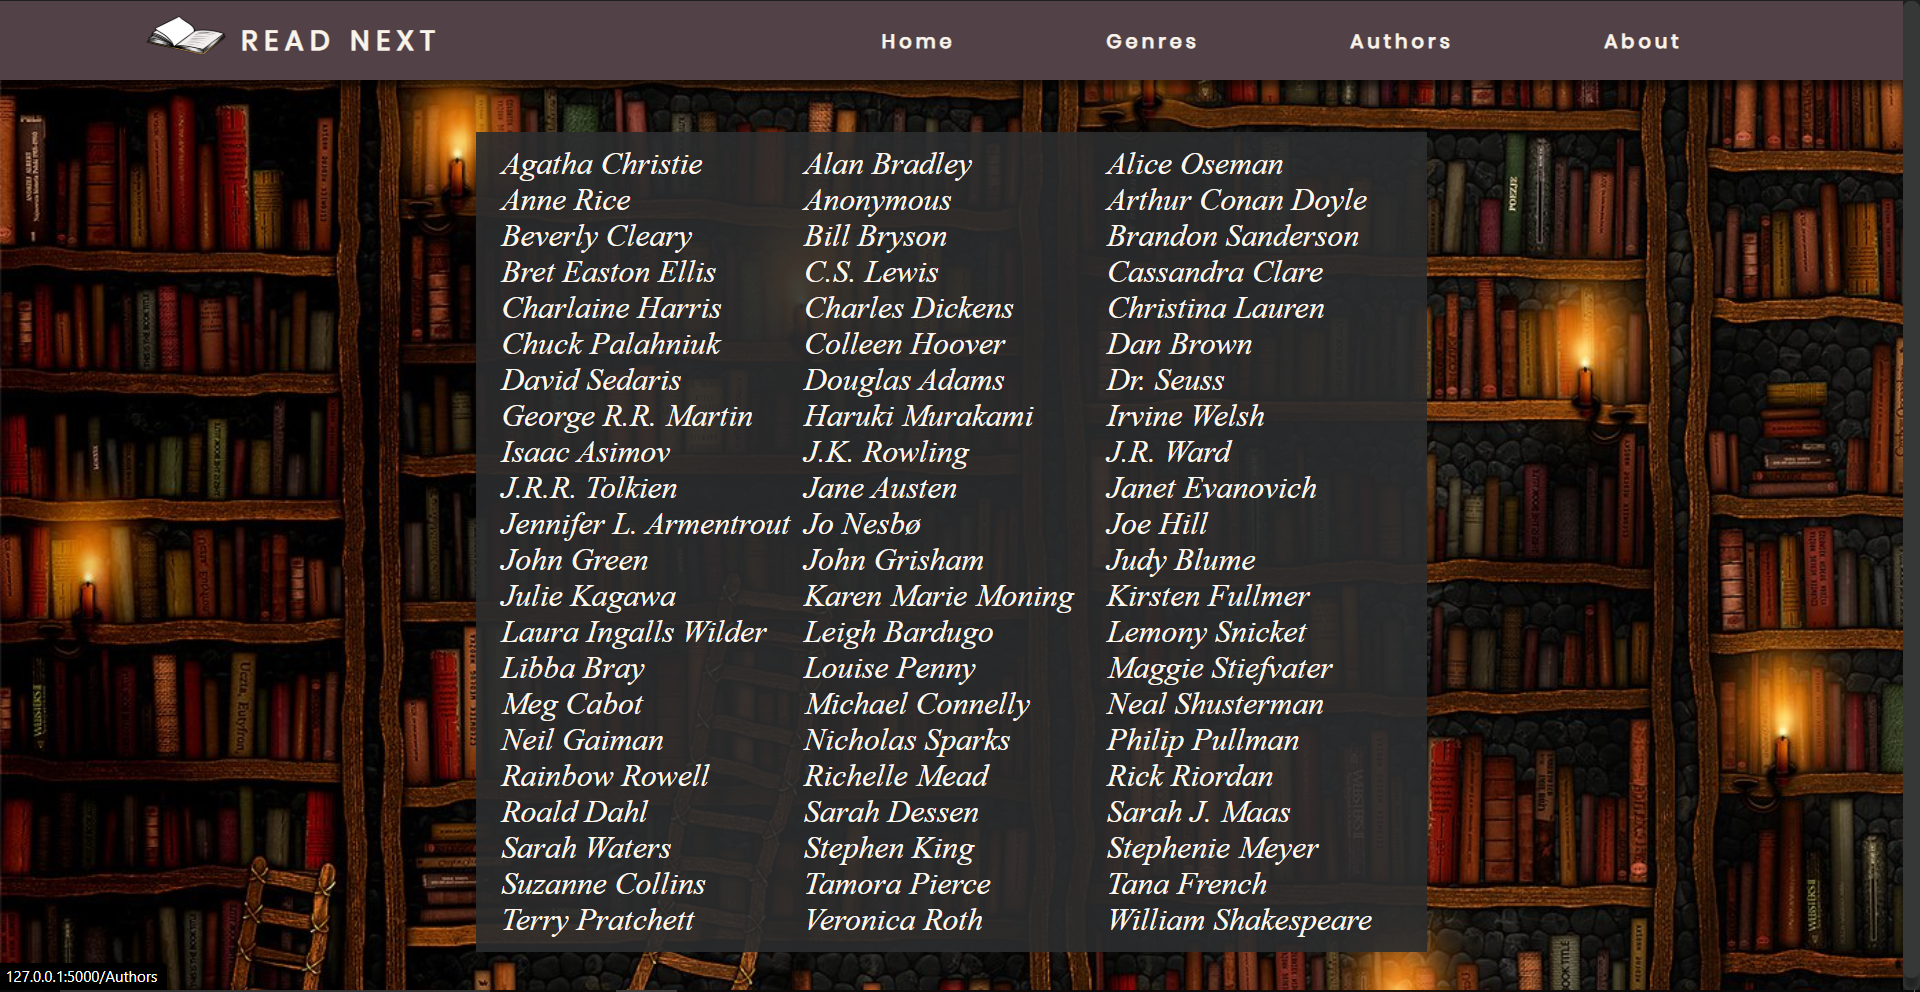 READ NEXT Home Genres Authors About
Agatha Christie Alan Bradley Alice Oseman
Anne Rice Anonymous Arthur Conan Doyle
Beverly Cleary Bill Bryson Brandon Sanderson
Bret Easton Ellis C.S. Lewis Cassandra Clare
Charlaine Harris Charles Dickens Christina Lauren
Chuck Palahniuk Colleen Hoover Dan Brown
David Sedaris Douglas Adams Dr. Seuss
George R.R. Martin Haruki Murakami Irvine Welsh
Isaac Asimov J.K. Rowling J.R. Ward
J.R.R. Tolkien Jane Austen Janet Evanovich
Jennifer L. Armentrout Jo Nesbø Joe Hill
John Green John Grisham Judy Blume
Julie Kagawa Karen Marie Moning Kirsten Fullmer
Laura Ingalls Wilder Leigh Bardugo Lemony Snicket
Libba Bray Louise Penny Maggie Stiefvater
Meg Cabot Michael Connelly Neal Shusterman
Neil Gaiman Nicholas Sparks Philip Pullman
Rainbow Rowell Richelle Mead Rick Riordan
Roald Dahl Sarah Dessen Sarah J. Maas
Sarah Waters Stephen King Stephenie Meyer
Suzanne Collins Tamora Pierce Tana French
Terry Pratchett Veronica Roth William Shakespeare
POEZJE
127.0.0.1:5000/Authors